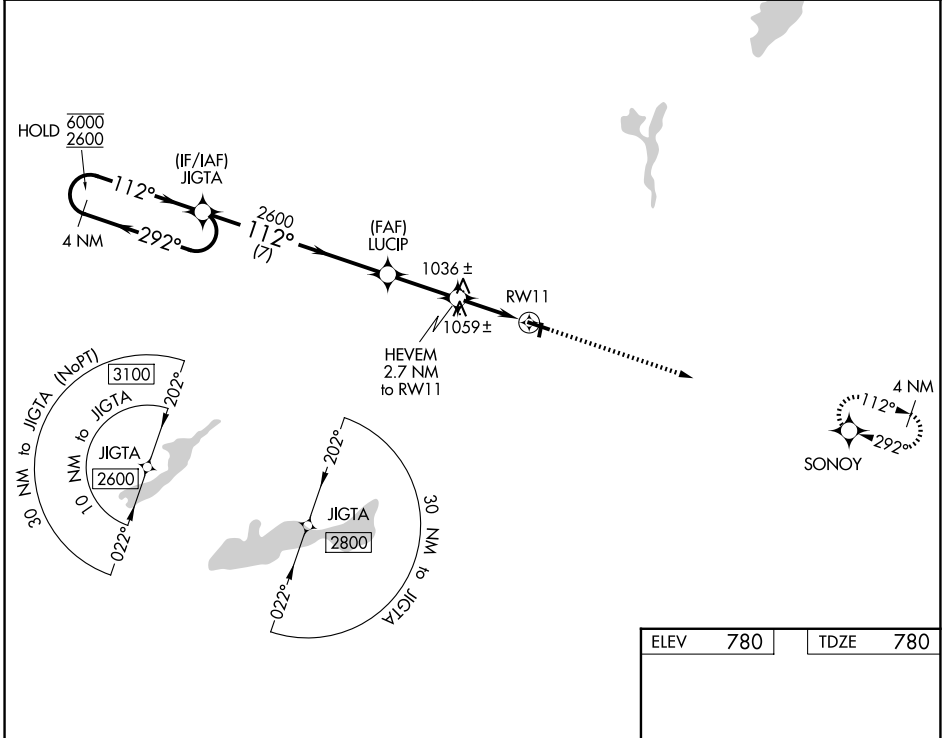 HOLD 6000
2600
112°
292°
4 NM
(IF/IAF)
JIGTA
2600
112°
(7)
(FAF)
LUCIP
1036 ±
1059 ±
HEVEM
2.7 NM
to RW11
RW11
4 NM
112°
292°
SONOY
30 NM to JIGTA (NoPT)
3100
10 NM to JIGTA
202°
JIGTA
2600
022°
202°
JIGTA
2800
30 NM to JIGTA
022°
ELEV 780
TDZE 780